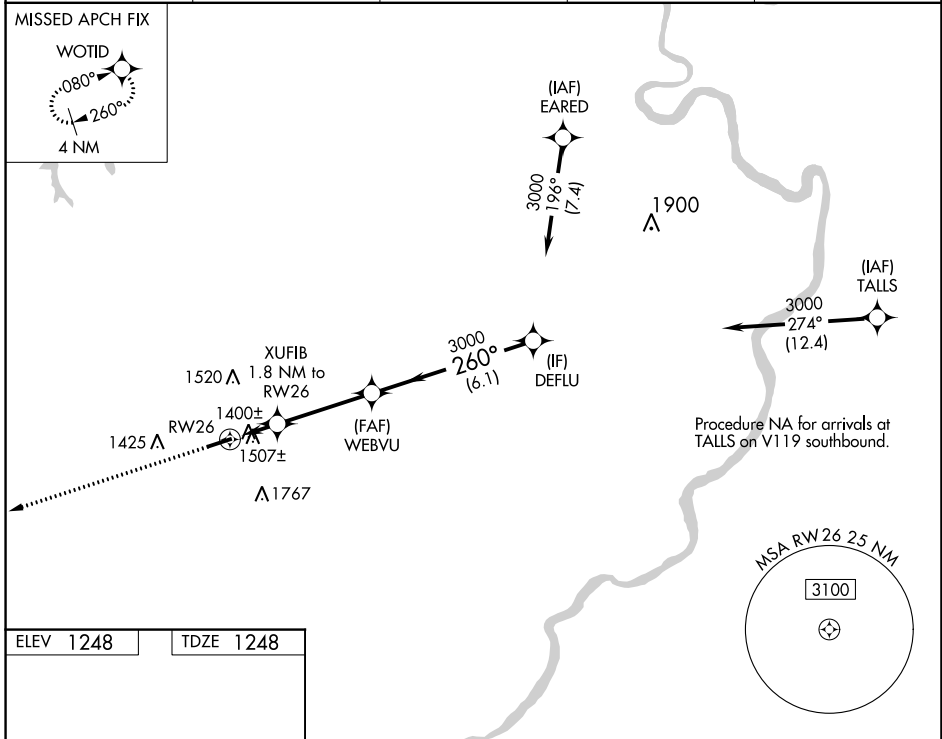 MISSED APCH FIX
WOTID
080°
260°
4 NM
(IAF)
EARED
3000
196°
(7.4)
1900
(IAF)
TALLS
3000
274°
(12.4)
3000
260°
(6.1)
(IF)
DEFLU
XUFIB
1.8 NM to
RW26
1520
1400±
RW26
1425
1507±
(FAF)
WEBVU
1767
Procedure NA for arrivals at
TALLS on V119 southbound.
MSA RW26 25 NM
3100
ELEV 1248
TDZE 1248